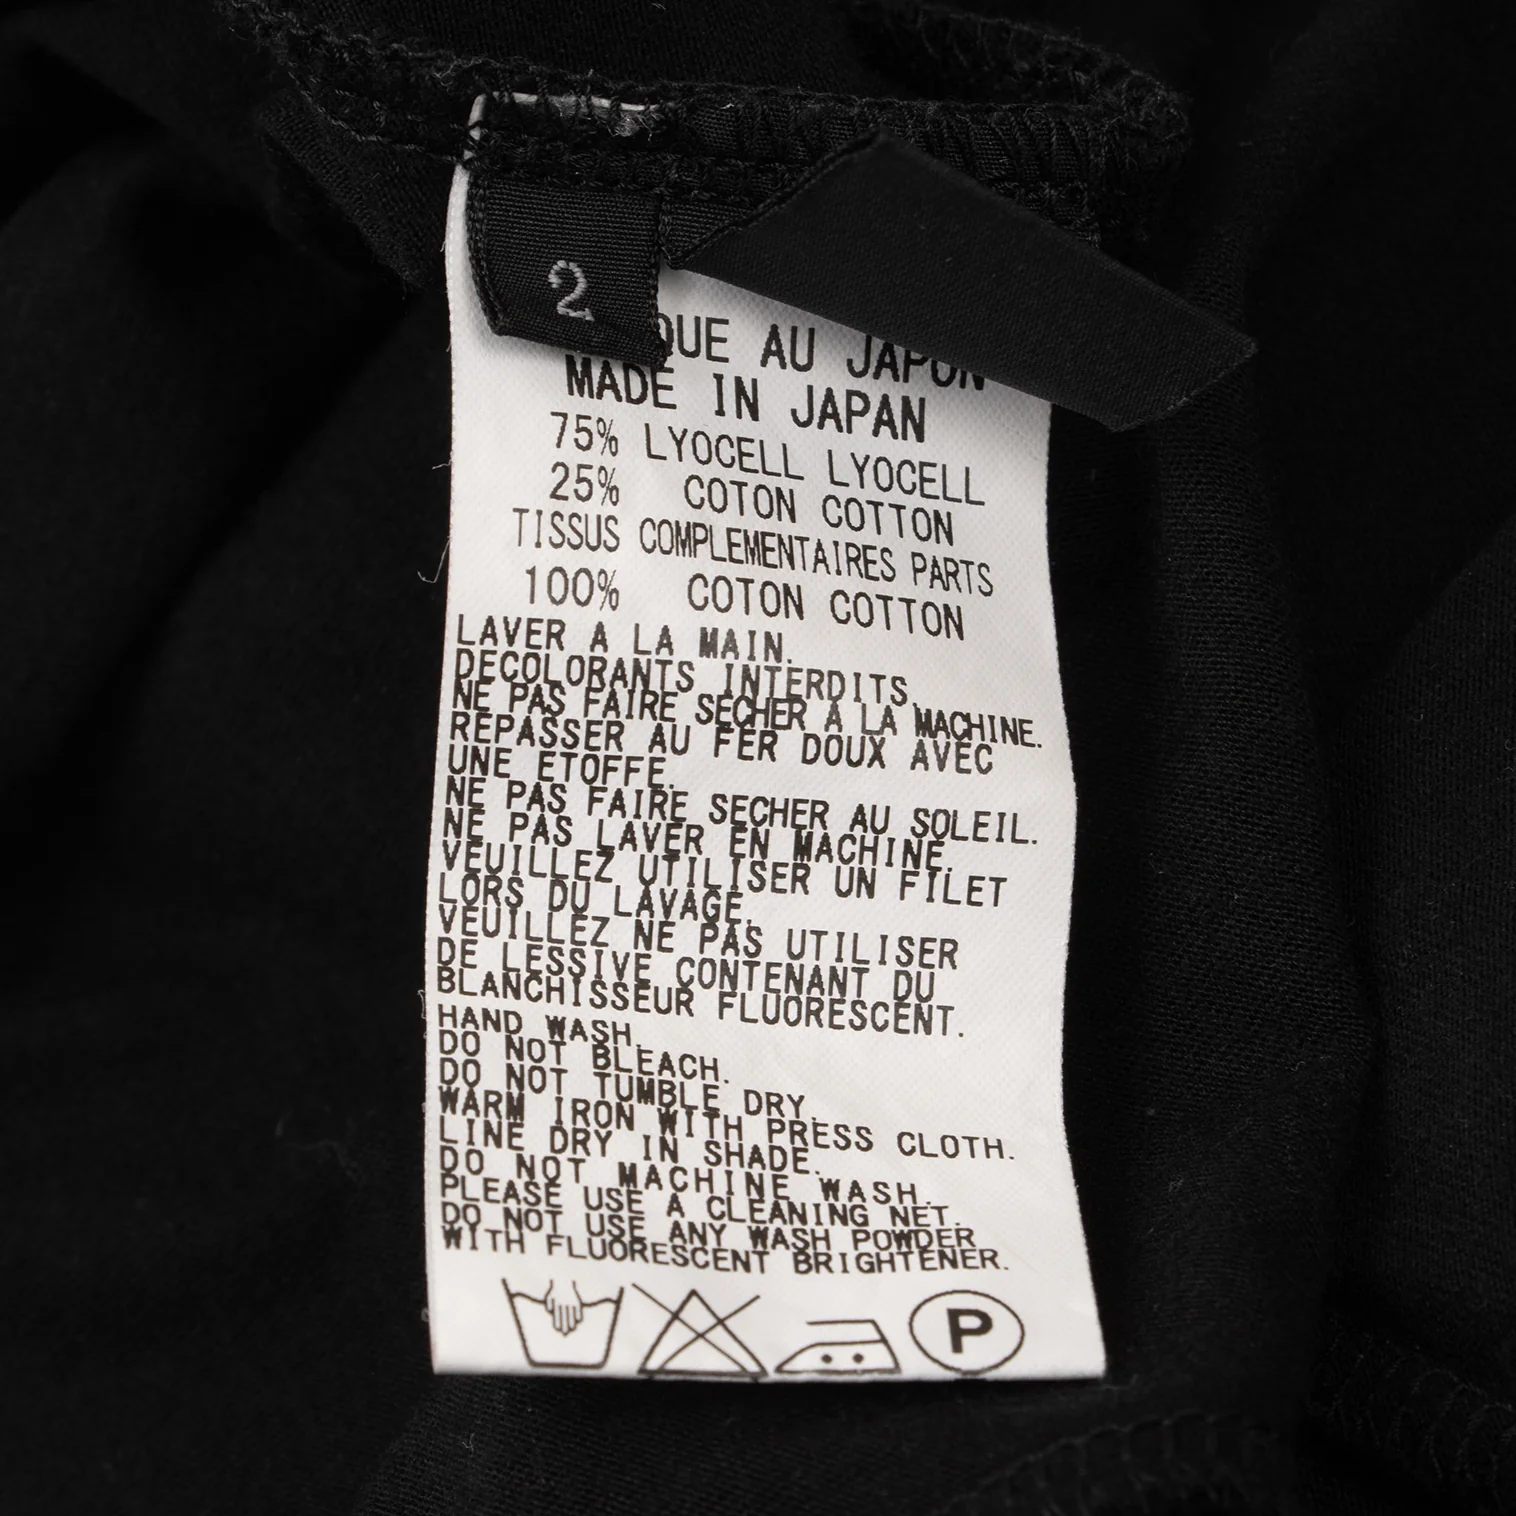 2
QUE AU JAPON
MADE IN JAPAN
75% LYOCELL LYOCELL
25% COTON COTTON
TISSUS COMPLEMENTAIRES PARTS
100% COTON COTTON
LAVER A LA MAIN.
DECOLORANTS INTERDITS.
NE PAS FAIRE SECHER A LA MACHINE.
REPASSER AU FER DOUX AVEC
UNE ETOFFE.
NE PAS FAIRE SECHER AU SOLEIL.
NE PAS LAVER EN MACHINE.
VEUILLEZ UTILISER UN FILET
LORS DU LAVAGE.
VEUILLEZ NE PAS UTILISER
DE LESSIVE CONTENANT DU
BLANCHISSEUR FLUORESCENT.
HAND WASH.
DO NOT BLEACH.
DO NOT TUMBLE DRY.
WARM IRON WITH PRESS CLOTH.
LINE DRY IN SHADE.
DO NOT MACHINE WASH.
PLEASE USE A CLEANING NET.
DO NOT USE ANY WASH POWDER
WITH FLUORESCENT BRIGHTENER.
P